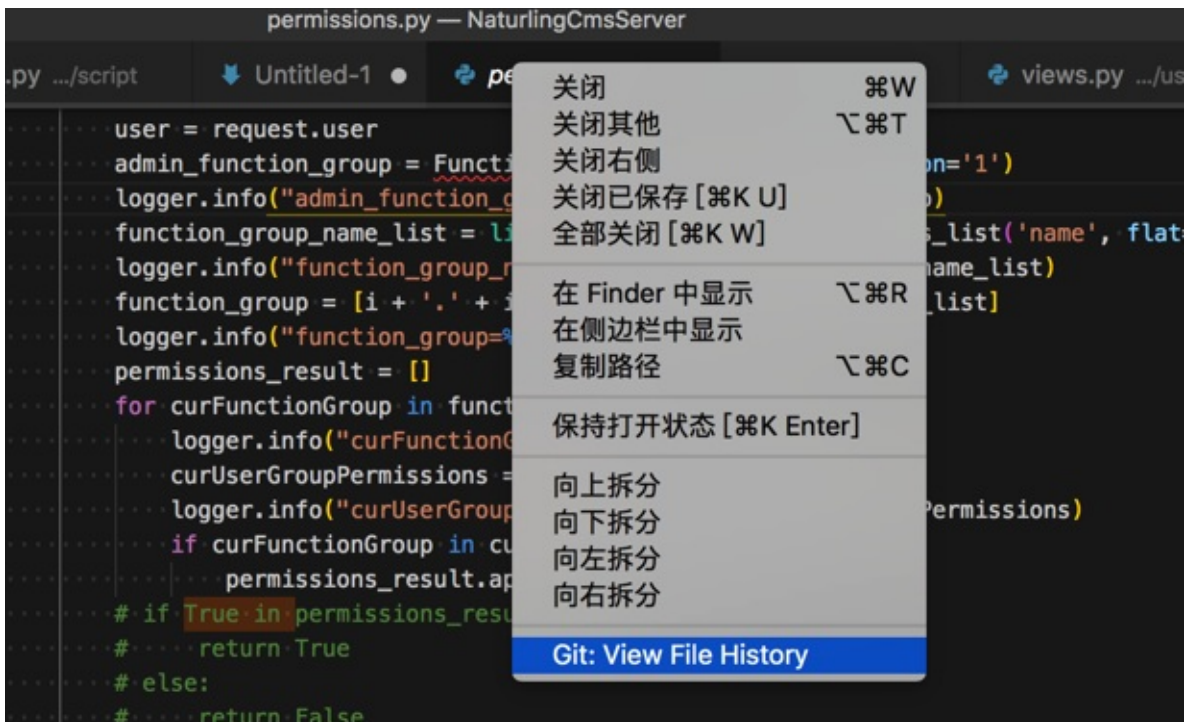 permissions.py — NaturlingCmsServer
.py .../script Untitled-1 ● pe views.py .../us
关闭 ⌘W
关闭其他 ⌥⌘T
关闭右侧
关闭已保存 [⌘K U]
全部关闭 [⌘K W]
在 Finder 中显示 ⌥⌘R
在侧边栏中显示
复制路径 ⌥⌘C
保持打开状态 [⌘K Enter]
向上拆分
向下拆分
向左拆分
向右拆分
Git: View File History
user = request.user
admin_function_group = Functi on='1')
logger.info("admin_function_g )
function_group_name_list = li s_list('name', flat=
logger.info("function_group_n name_list)
function_group = [i + '.' + i _list]
logger.info("function_group=%
permissions_result = []
for curFunctionGroup in funct
logger.info("curFunctionG
curUserGroupPermissions =
logger.info("curUserGroup Permissions)
if curFunctionGroup in cu
permissions_result.ap
# if True in permissions_resu
# return True
# else:
# return False